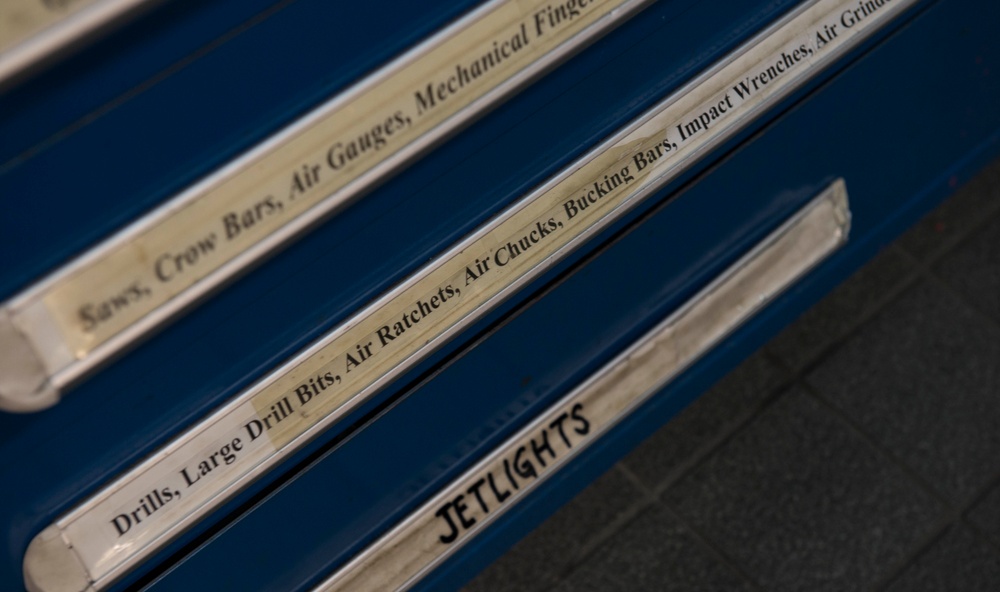 Saws, Crow Bars, Air Gauges, Mechanical
Drills, Large Drill Bits, Air Ratchets, Air Chucks, Bucking Bars, Impact Wrenches, Air
JETLIGHTS